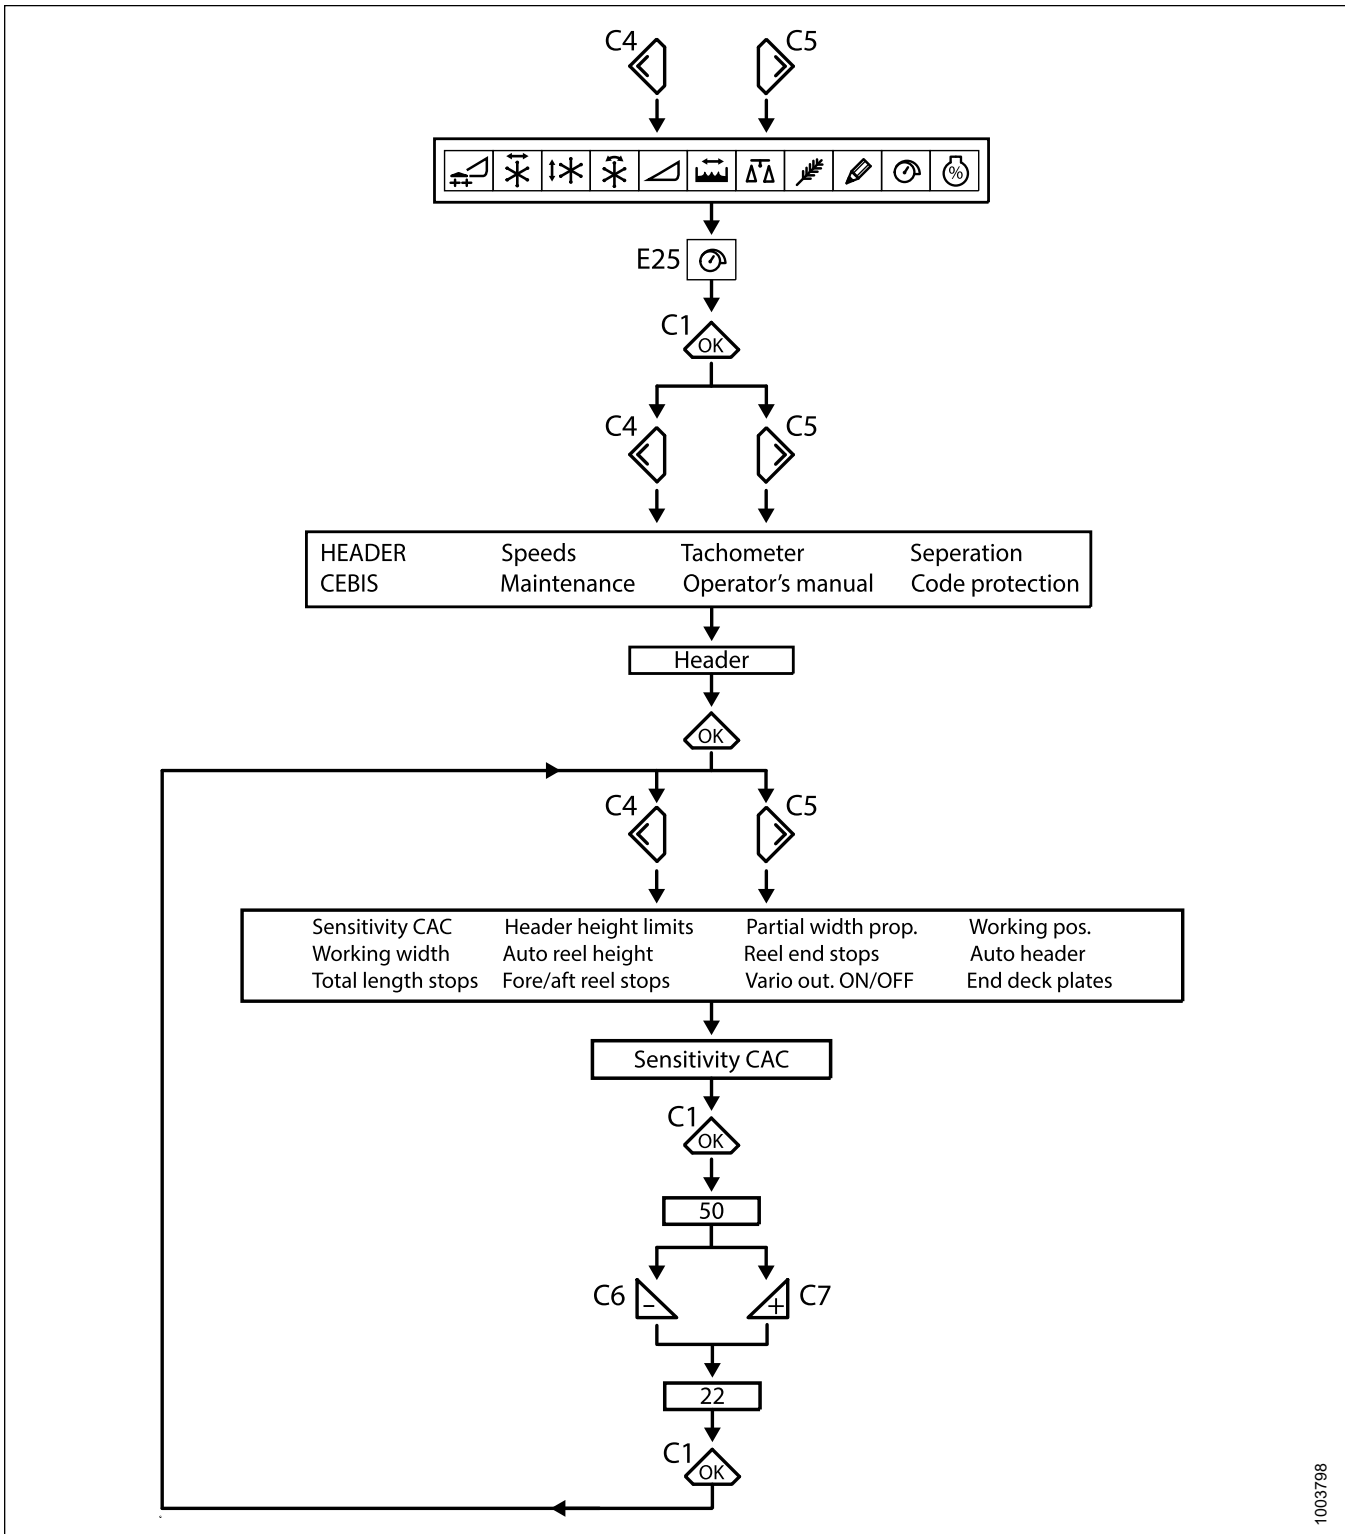 C4 C5
%
E25
C1
OK
C4 C5
HEADER Speeds Tachometer Seperation
CEBIS Maintenance Operator’s manual Code protection
Header
OK
C4 C5
Sensitivity CAC Header height limits Partial width prop. Working pos.
Working width Auto reel height Reel end stops Auto header
Total length stops Fore/aft reel stops Vario out. ON/OFF End deck plates
Sensitivity CAC
C1
OK
50
C6 − + C7
22
C1
OK
1003798